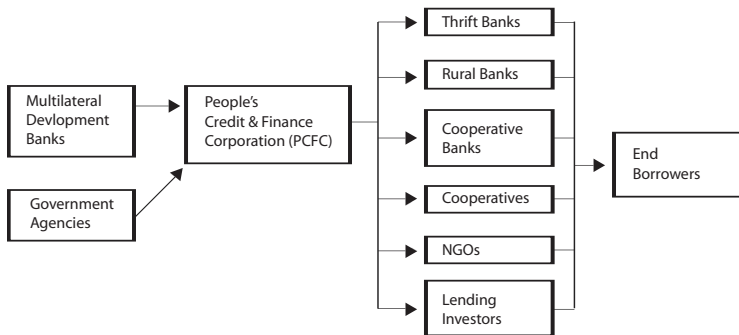 Multilateral
Devlopment
Banks
Government
Agencies
People’s
Credit & Finance
Corporation (PCFC)
Thrift Banks
Rural Banks
Cooperative
Banks
Cooperatives
NGOs
Lending
Investors
End
Borrowers